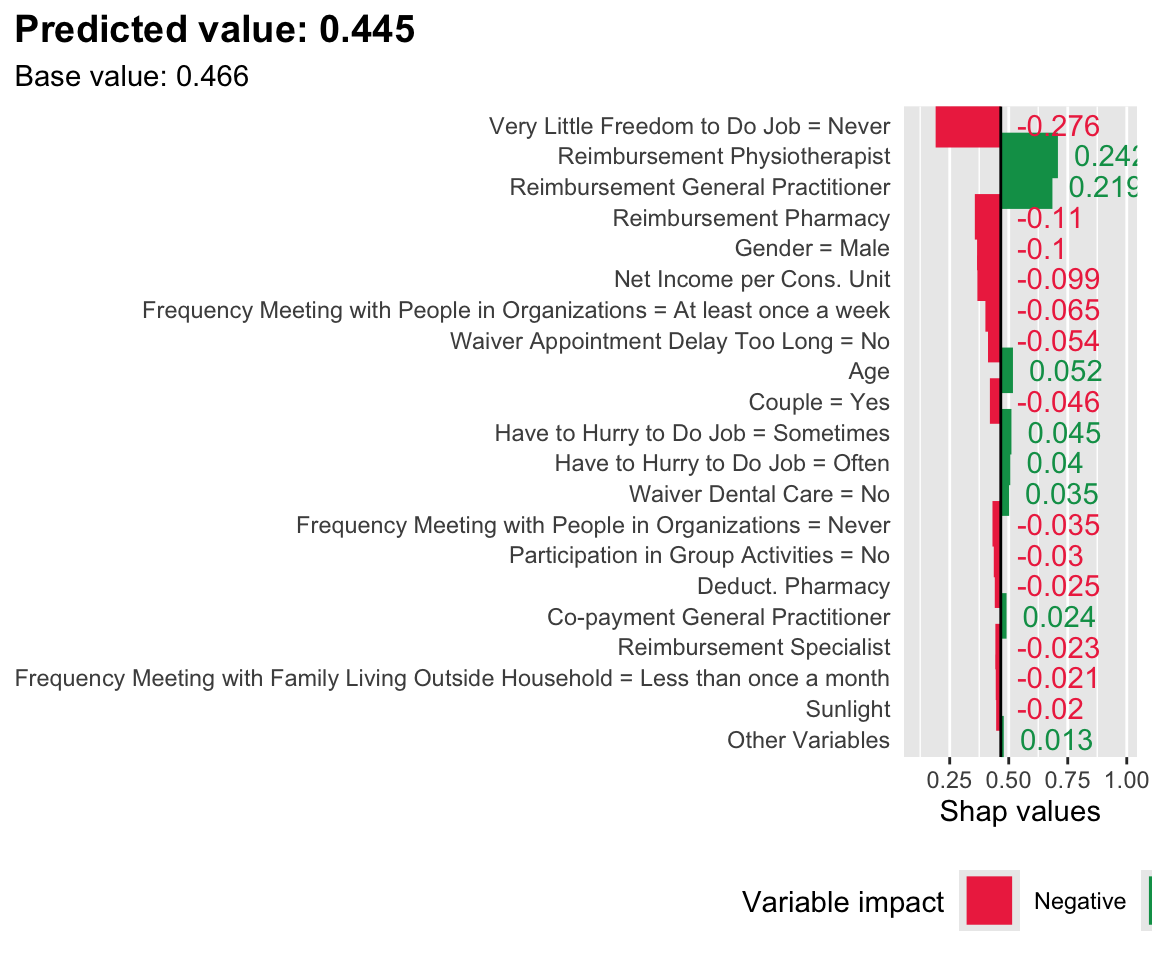 Predicted value: 0.445
Base value: 0.466
Very Little Freedom to Do Job = Never -0.276
Reimbursement Physiotherapist 0.242
Reimbursement General Practitioner 0.219
Reimbursement Pharmacy -0.11
Gender = Male -0.1
Net Income per Cons. Unit -0.099
Frequency Meeting with People in Organizations = At least once a week -0.065
Waiver Appointment Delay Too Long = No -0.054
Age 0.052
Couple = Yes -0.046
Have to Hurry to Do Job = Sometimes 0.045
Have to Hurry to Do Job = Often 0.04
Waiver Dental Care = No 0.035
Frequency Meeting with People in Organizations = Never -0.035
Participation in Group Activities = No -0.03
Deduct. Pharmacy -0.025
Co-payment General Practitioner 0.024
Reimbursement Specialist -0.023
Frequency Meeting with Family Living Outside Household = Less than once a month -0.021
Sunlight -0.02
Other Variables 0.013
0.25 0.50 0.75 1.00
Shap values
Variable impact Negative